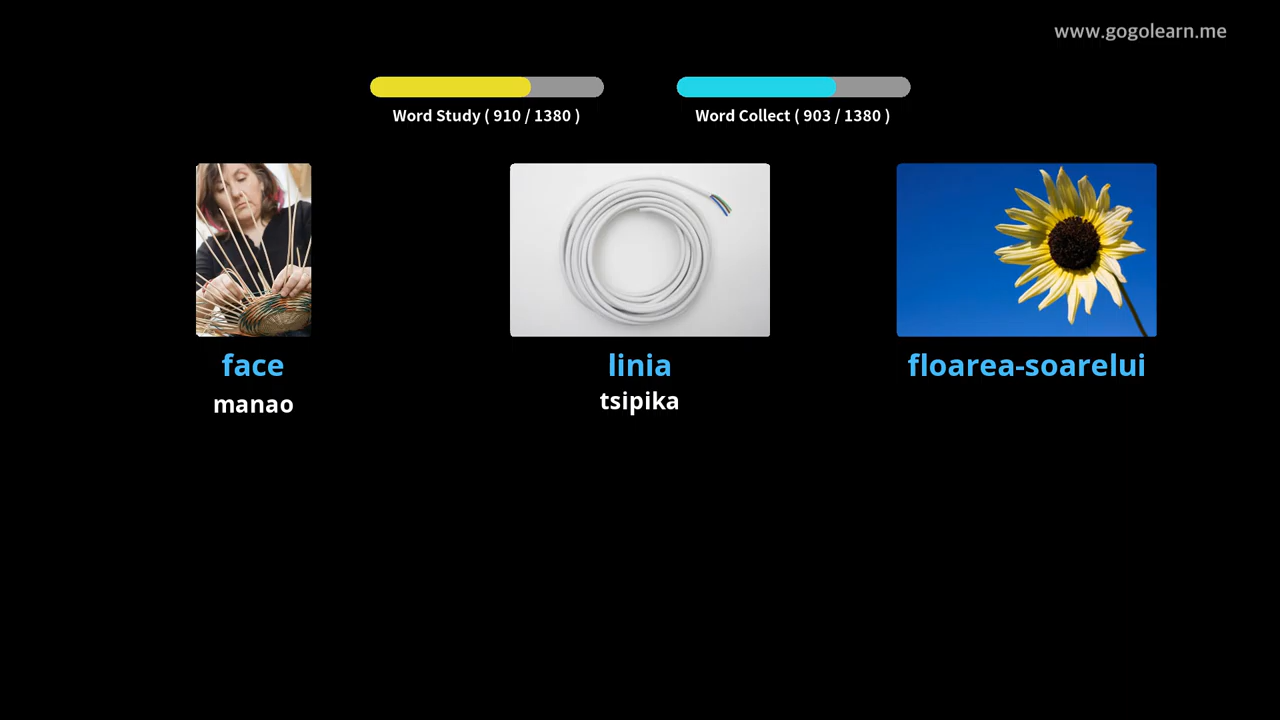 www.gogolearn.me
Word Study ( 910 / 1380 )
Word Collect ( 903 / 1380 )
face
manao
linia
tsipika
floarea-soarelui